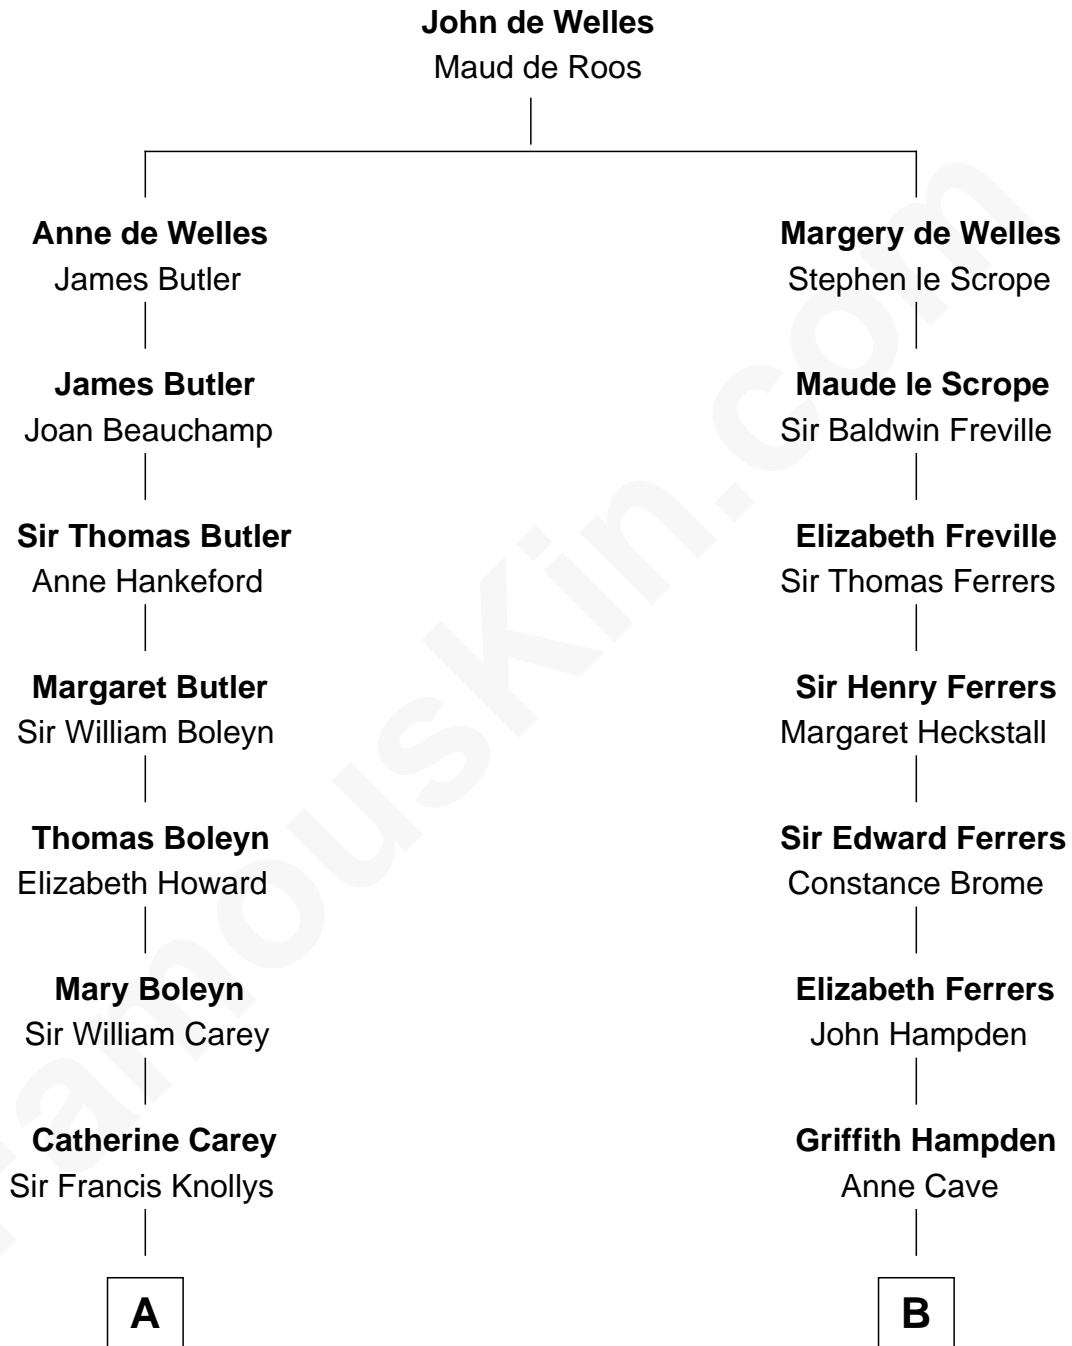 John de Welles
Maud de Roos
Anne de Welles
James Butler
Margery de Welles
Stephen le Scrope
James Butler
Joan Beauchamp
Maude le Scrope
Sir Baldwin Freville
Sir Thomas Butler
Anne Hankeford
Elizabeth Freville
Sir Thomas Ferrers
Margaret Butler
Sir William Boleyn
Sir Henry Ferrers
Margaret Heckstall
Thomas Boleyn
Elizabeth Howard
Sir Edward Ferrers
Constance Brome
Mary Boleyn
Sir William Carey
Elizabeth Ferrers
John Hampden
Catherine Carey
Sir Francis Knollys
Griffith Hampden
Anne Cave
A
B
FamousKin.com